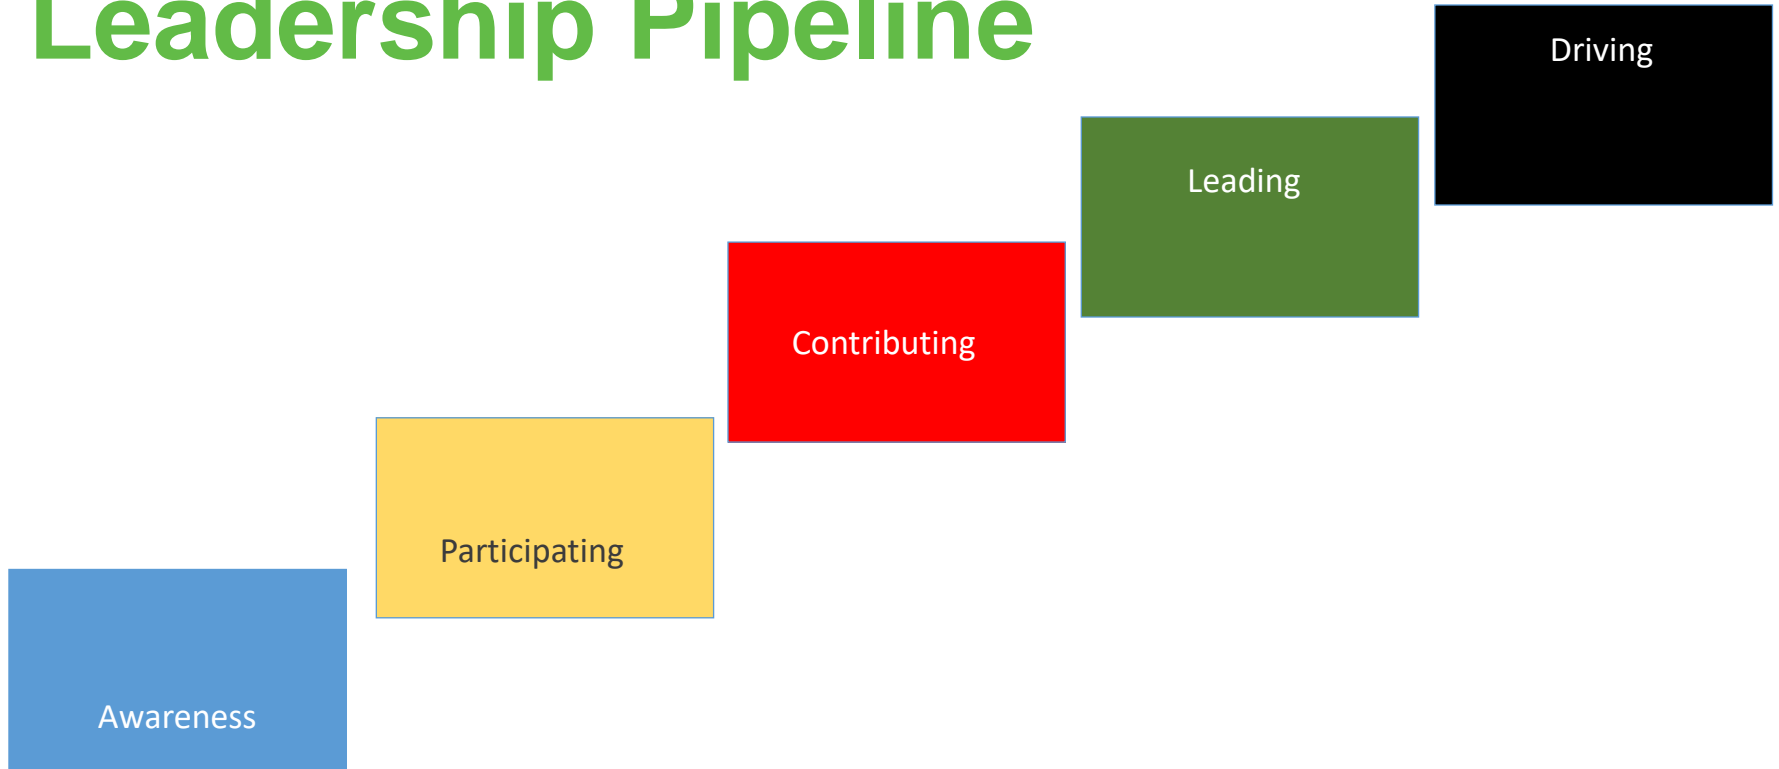 Leadership Pipeline
Driving
Leading
Contributing
Participating
Awareness